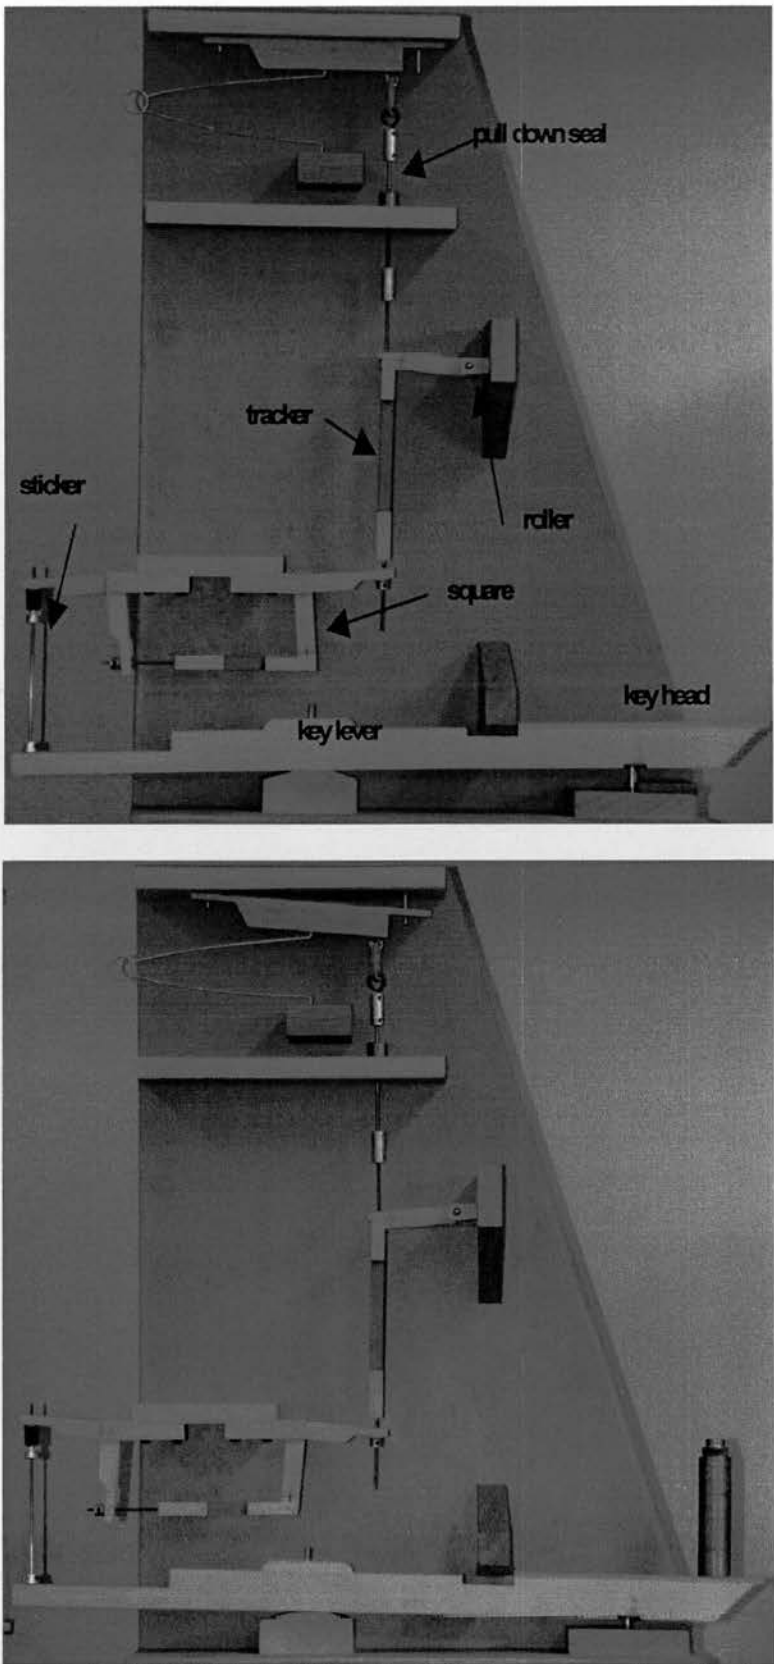 pull down seal
tracker
sticker
roller
square
key head
key lever